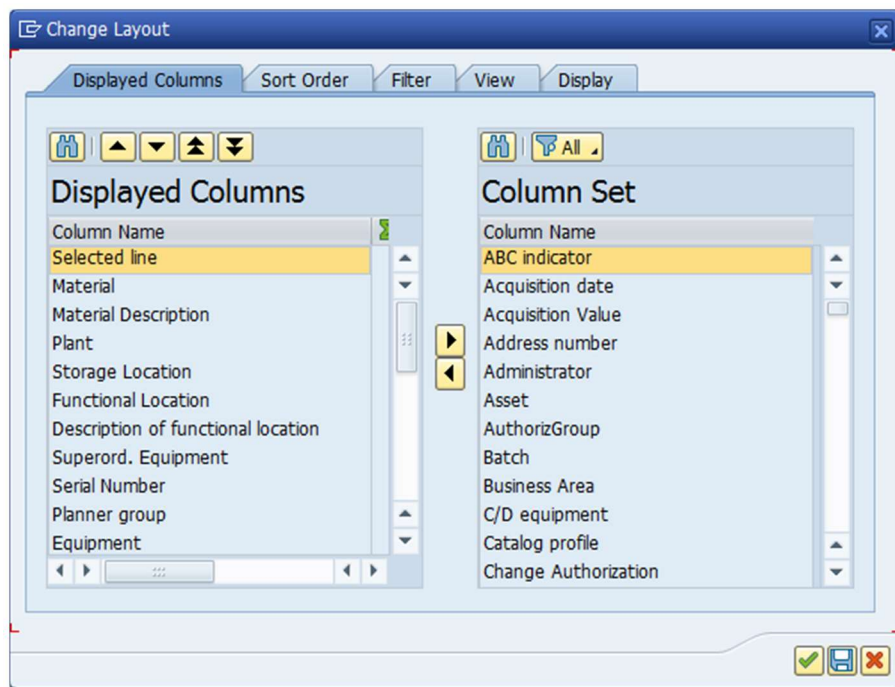 Change Layout
Displayed Columns
Sort Order
Filter
View
Display
Displayed Columns
Column Name
Selected line
Material
Material Description
Plant
Storage Location
Functional Location
Description of functional location
Superord. Equipment
Serial Number
Planner group
Equipment
All
Column Set
Column Name
ABC indicator
Acquisition date
Acquisition Value
Address number
Administrator
Asset
AuthorizGroup
Batch
Business Area
C/D equipment
Catalog profile
Change Authorization